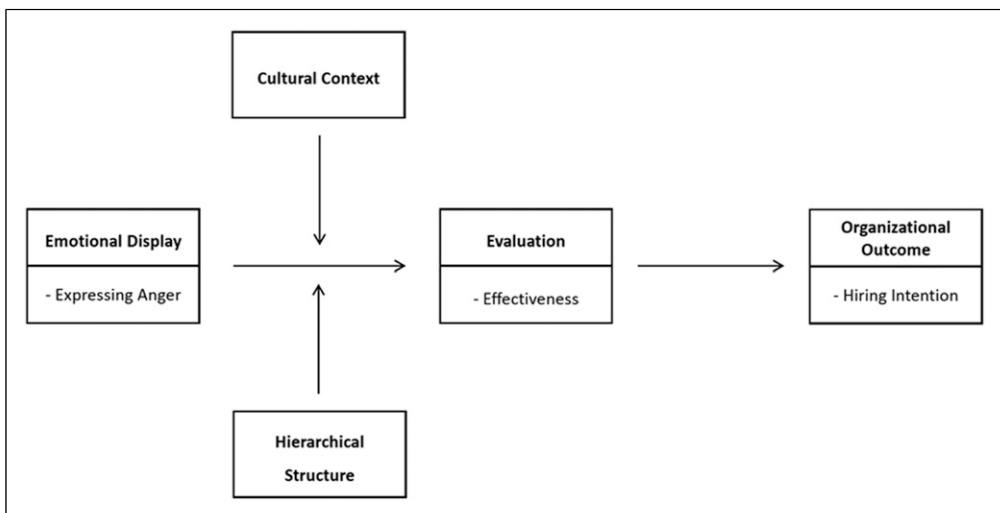 Cultural Context
Emotional Display
- Expressing Anger
Evaluation
- Effectiveness
Organizational
Outcome
- Hiring Intention
Hierarchical
Structure